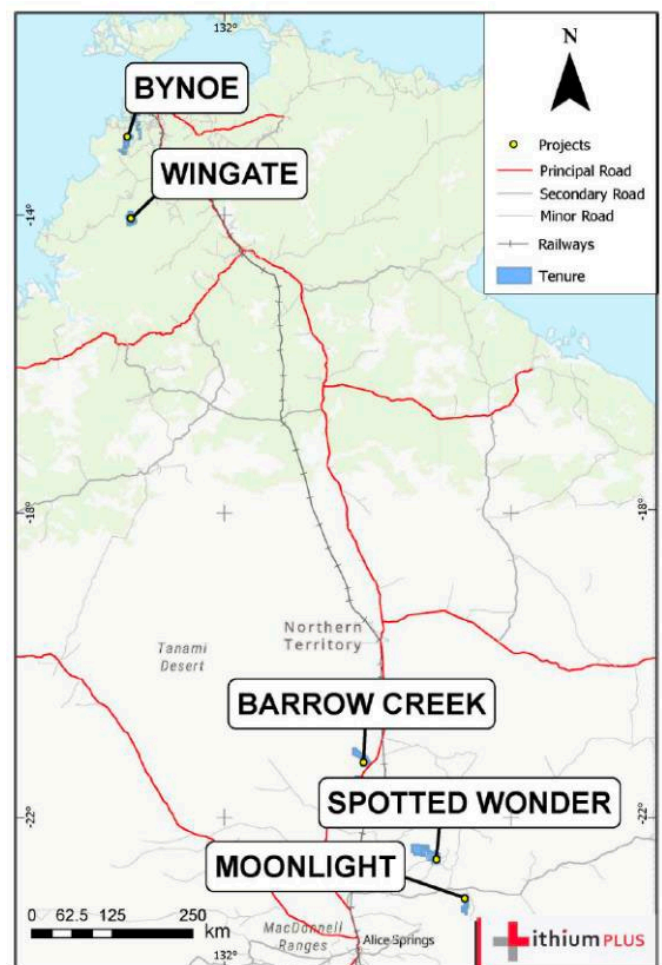 132°
N
Projects
Principal Road
Secondary Road
Minor Road
Railways
Tenure
BYNOE
WINGATE
-14°
-14°
-18°
-18°
Northern
Territory
Tanami
Desert
BARROW CREEK
SPOTTED WONDER
-22°
-22°
MOONLIGHT
0 62.5 125 250
km
MacDonnell
Ranges
Alice Springs
132°
Lithium PLUS